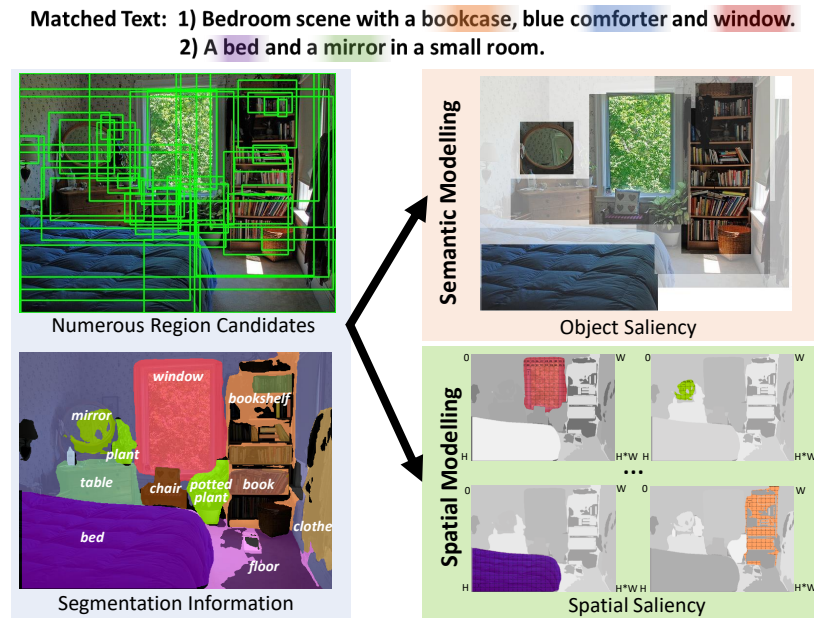 Matched Text: 1) Bedroom scene with a bookcase, blue comforter and window.
2) A bed and a mirror in a small room.
Numerous Region Candidates
window
bookshelf
mirror
plant
table
chair
potted
plant
book
clothe
bed
floor
Segmentation Information
Semantic Modelling
Object Saliency
Spatial Modelling
0
W
0
W
H
H*W
H
H*W
...
0
W
0
W
H
H*W
H
H*W
Spatial Saliency